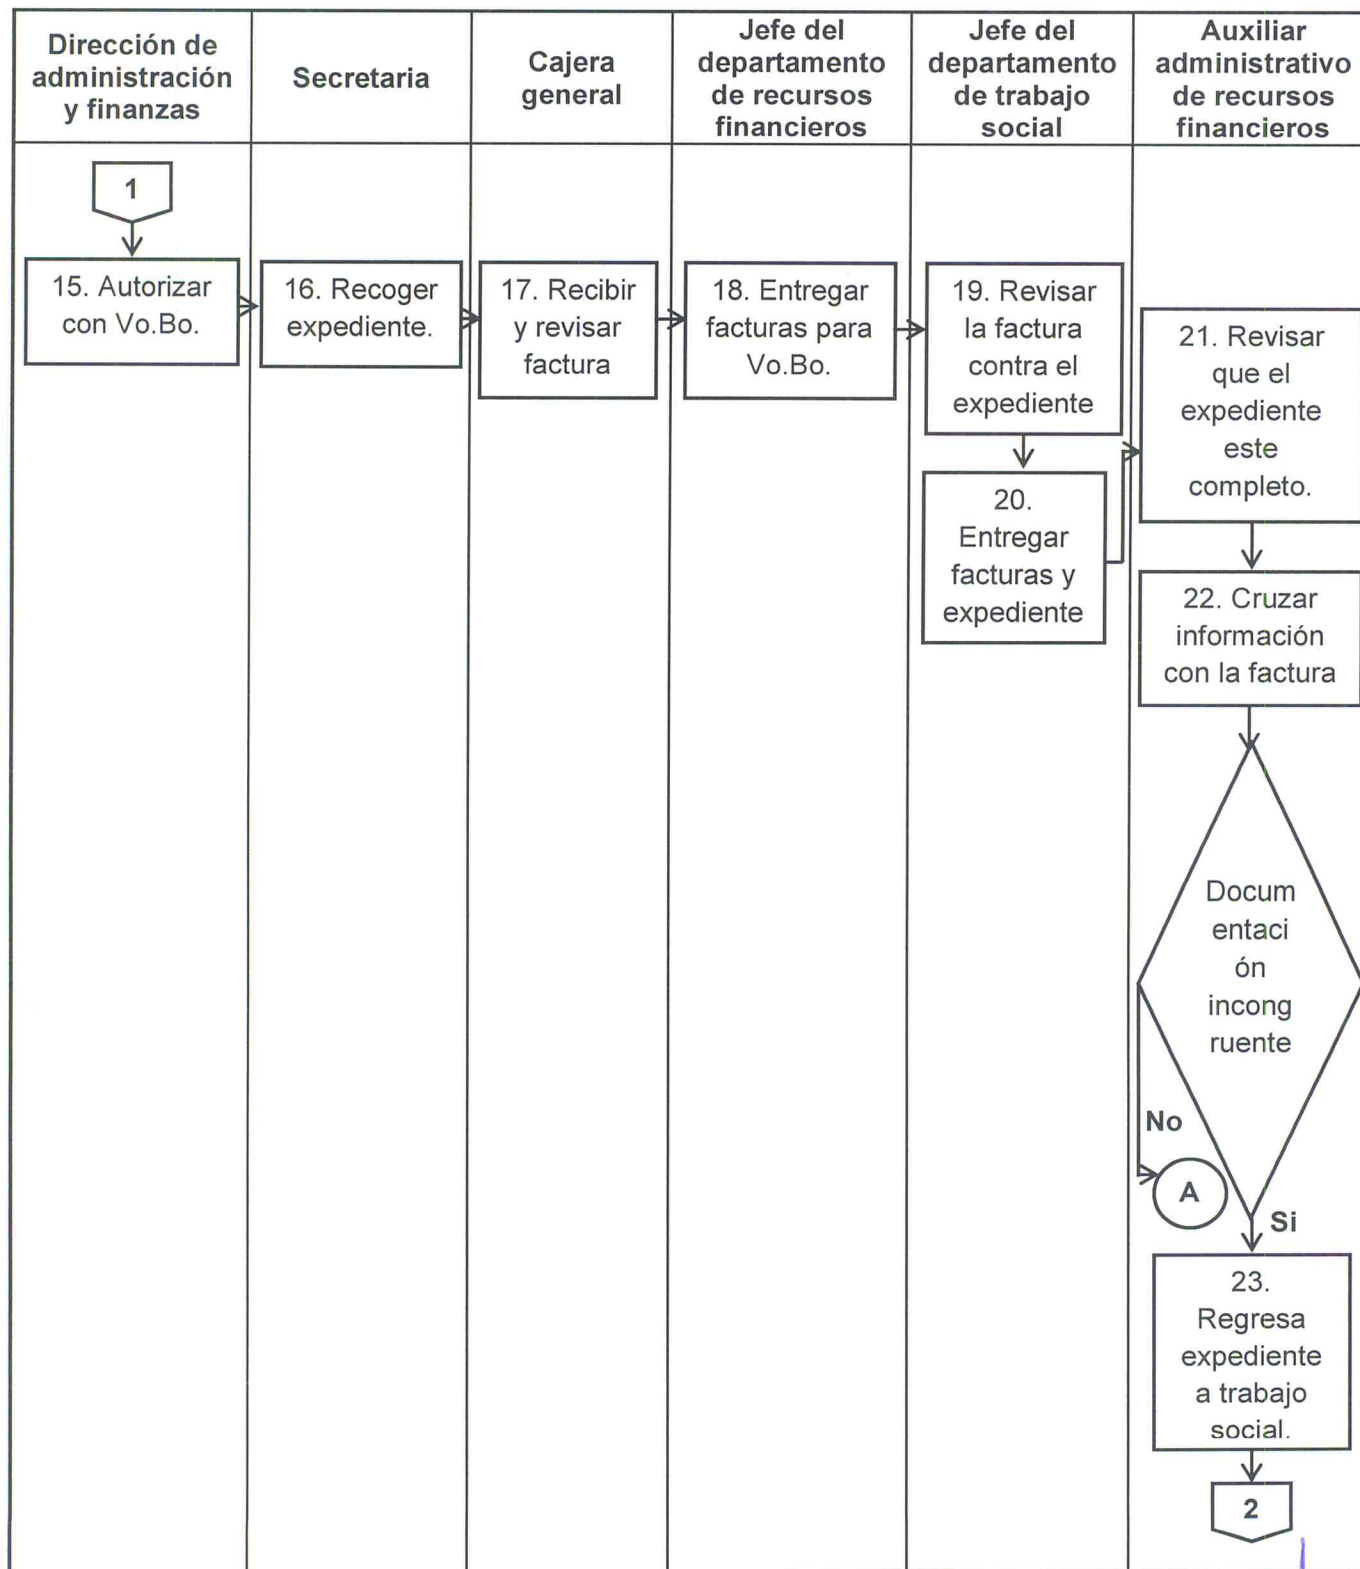 Dirección de
administración
y finanzas
Secretaria
Cajera
general
Jefe del
departamento
de recursos
financieros
Jefe del
departamento
de trabajo
social
Auxiliar
administrativo
de recursos
financieros
1
15. Autorizar
con Vo.Bo.
16. Recoger
expediente.
17. Recibir
y revisar
factura
18. Entregar
facturas para
Vo.Bo.
19. Revisar
la factura
contra el
expediente
20.
Entregar
facturas y
expediente
21. Revisar
que el
expediente
este
completo.
22. Cruzar
información
con la factura
Docum
entaci
ón
incong
ruente
No
A
Si
23.
Regresa
expediente
a trabajo
social.
2